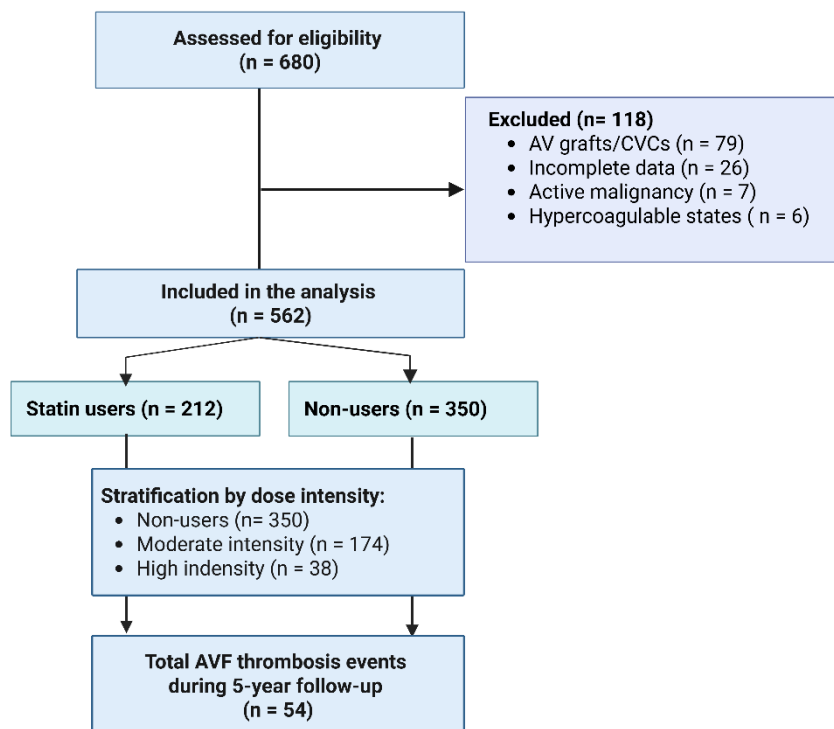 Assessed for eligibility
(n = 680)
Excluded (n= 118)
• AV grafts/CVCs (n = 79)
• Incomplete data (n = 26)
• Active malignancy (n = 7)
• Hypercoagulable states ( n = 6)
Included in the analysis
(n = 562)
Statin users (n = 212)
Non-users (n = 350)
Stratification by dose intensity:
• Non-users (n= 350)
• Moderate intensity (n = 174)
• High indensity (n = 38)
Total AVF thrombosis events
during 5-year follow-up
(n = 54)